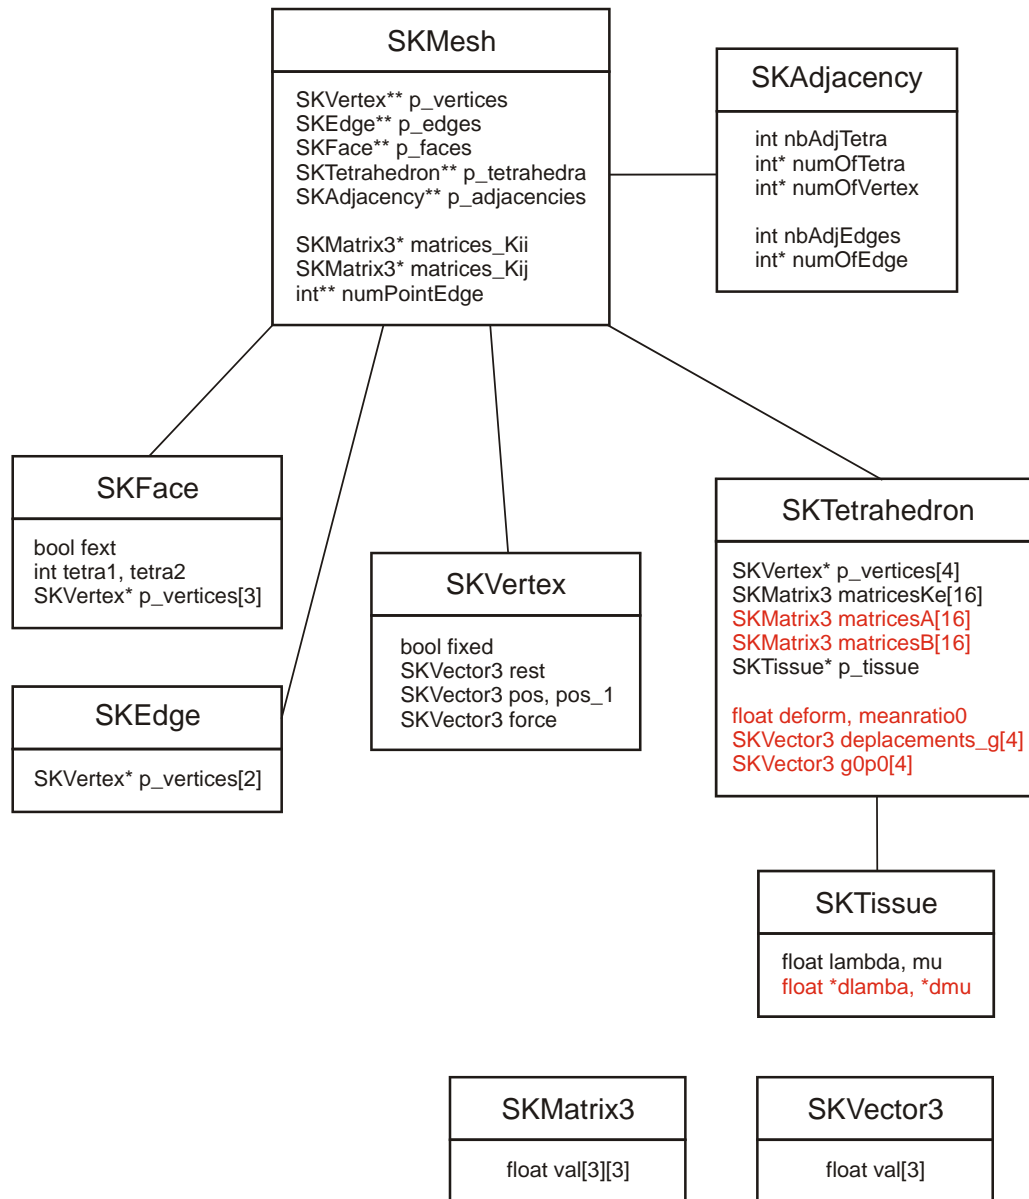 SKMesh
SKVertex** p_vertices
SKEdge** p_edges
SKFace** p_faces
SKTetrahedron** p_tetrahedra
SKAdjacency** p_adjacencies
SKMatrix3* matrices_Kii
SKMatrix3* matrices_Kij
int** numPointEdge
SKAdjacency
int nbAdjTetra
int* numOfTetra
int* numOfVertex
int nbAdjEdges
int* numOfEdge
SKFace
bool fext
int tetra1, tetra2
SKVertex* p_vertices[3]
SKEdge
SKVertex* p_vertices[2]
SKVertex
bool fixed
SKVector3 rest
SKVector3 pos, pos_1
SKVector3 force
SKTetrahedron
SKVertex* p_vertices[4]
SKMatrix3 matricesKe[16]
SKMatrix3 matricesA[16]
SKMatrix3 matricesB[16]
SKTissue* p_tissue
float deform, meanratio0
SKVector3 deplacements_g[4]
SKVector3 g0p0[4]
SKTissue
float lambda, mu
float *dlamba, *dmu
SKMatrix3
float val[3][3]
SKVector3
float val[3]